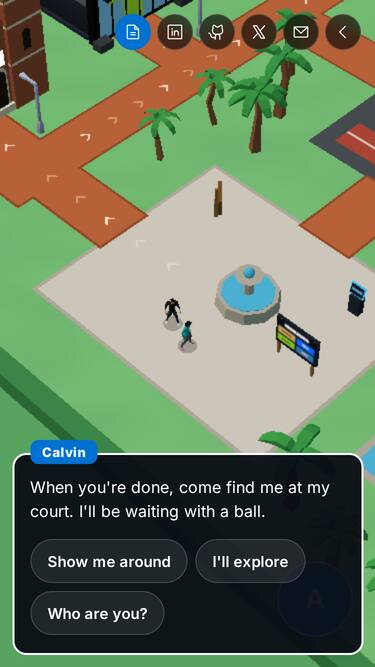 in
X
Calvin
When you're done, come find me at my
court. I'll be waiting with a ball.
Show me around
I'll explore
Who are you?
A